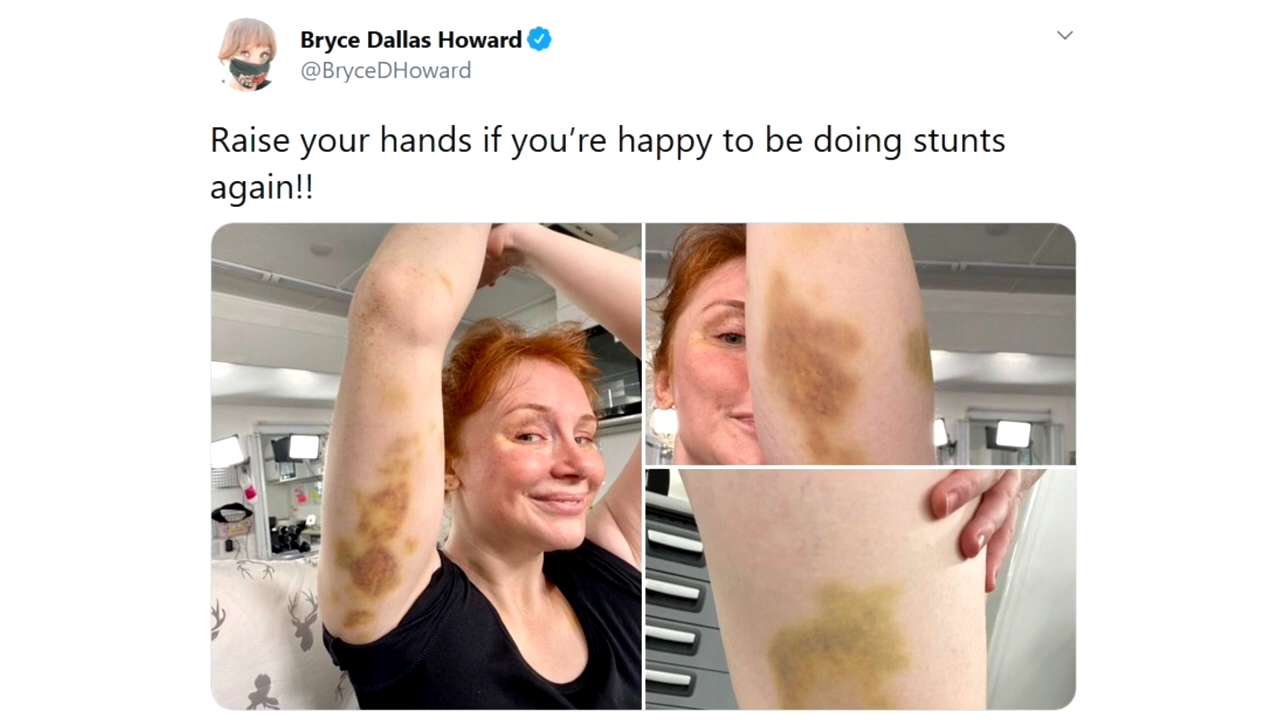 Bryce Dallas Howard
@BryceDHoward
Raise your hands if you’re happy to be doing stunts
again!!